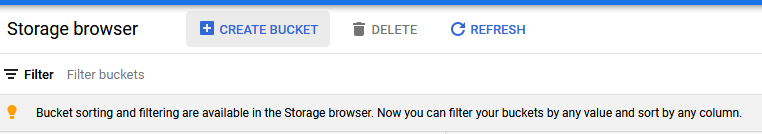 Storage browser CREATE BUCKET DELETE REFRESH
Filter Filter buckets
Bucket sorting and filtering are available in the Storage browser. Now you can filter your buckets by any value and sort by any column.